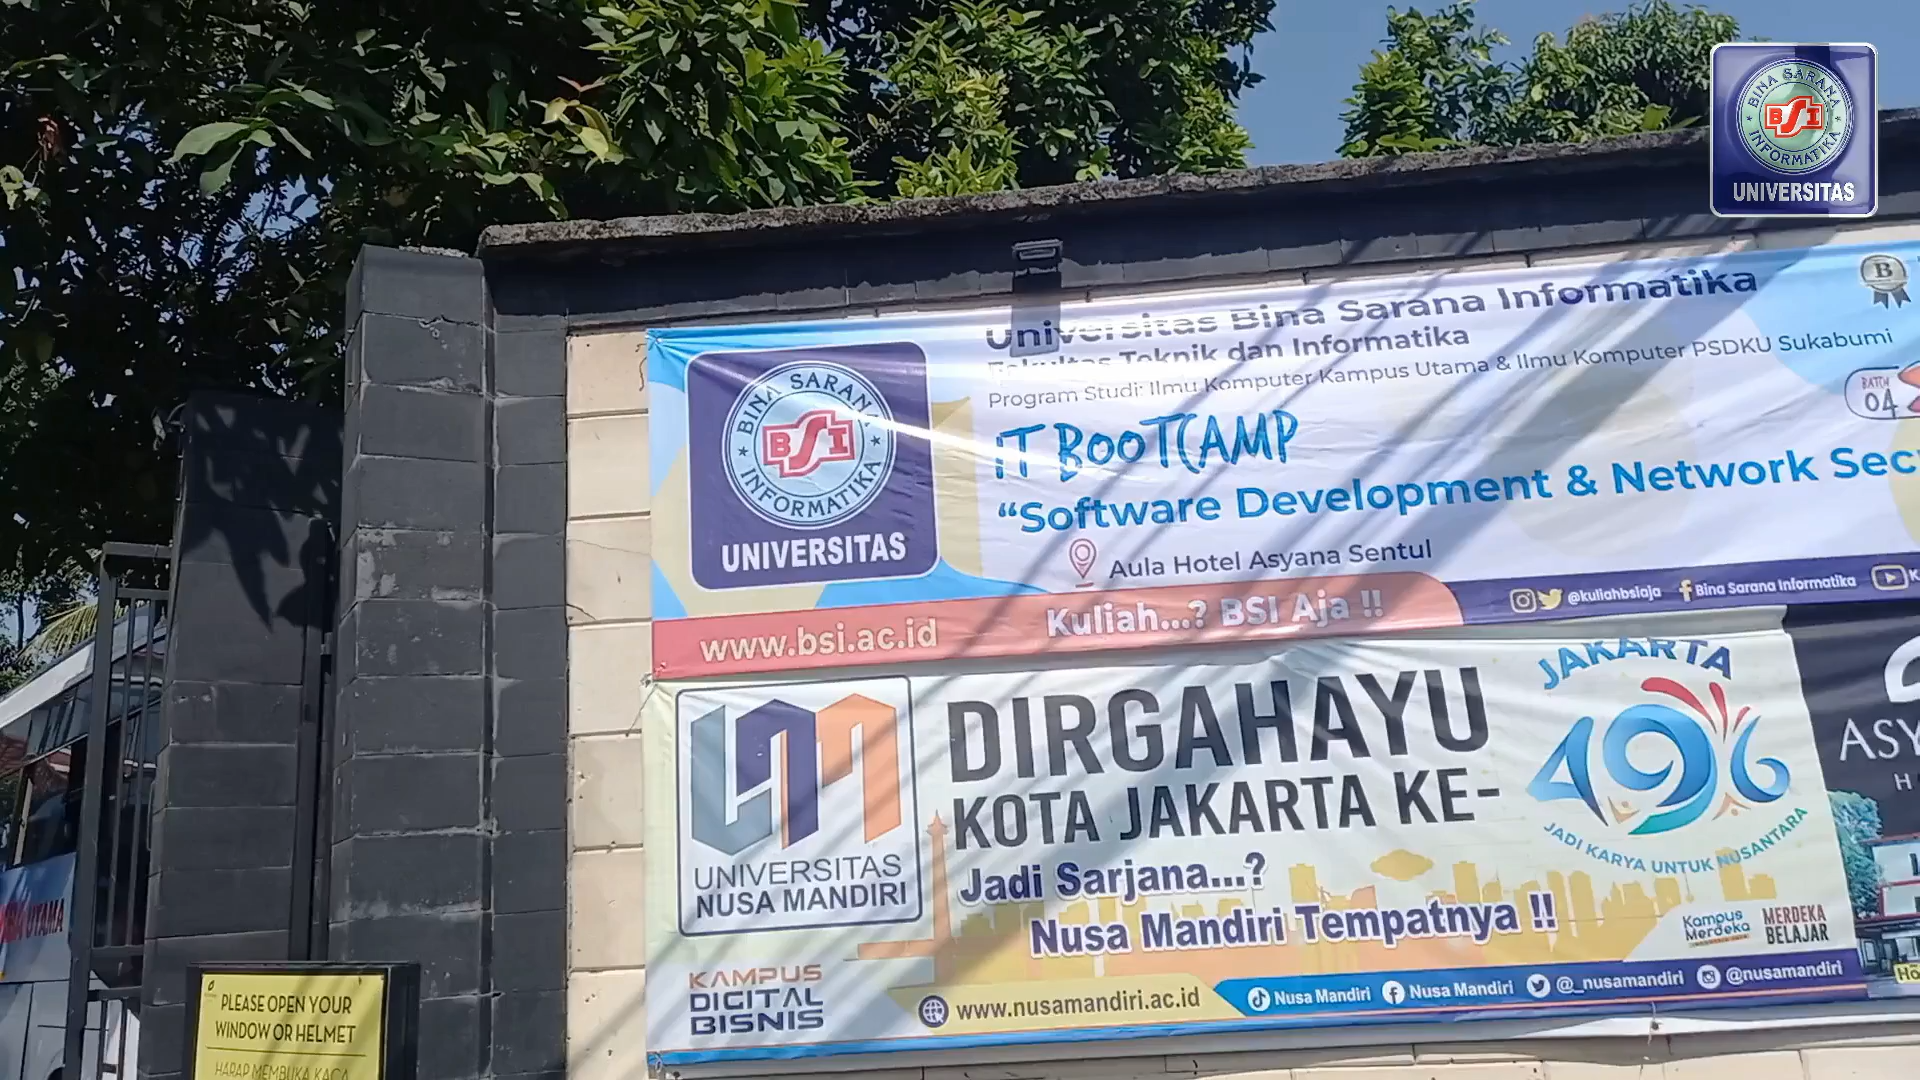 BINA SARANA
BSI
INFORMATIKA
UNIVERSITAS
B
Universitas Bina Sarana Informatika
Fakultas Teknik dan Informatika
Program Studi: Ilmu Komputer Kampus Utama & Ilmu Komputer PSDKU Sukabumi
BATCH
04
BINA SARANA
BSI
INFORMATIKA
UNIVERSITAS
IT BOOTCAMP
“Software Development & Network Sec
Aula Hotel Asyana Sentul
@kuliahbsiaja Bina Sarana Informatika
www.bsi.ac.id
Kuliah...? BSI Aja !!
UNIVERSITAS
NUSA MANDIRI
DIRGAHAYU
KOTA JAKARTA KE-
JAKARTA
496
JADI KARYA UNTUK NUSANTARA
Jadi Sarjana...?
Nusa Mandiri Tempatnya !!
Kampus
Merdeka
MERDEKA
BELAJAR
KAMPUS
DIGITAL
BISNIS
www.nusamandiri.ac.id
Nusa Mandiri Nusa Mandiri @_nusamandiri @nusamandiri
ASY
H
UTAMA
PLEASE OPEN YOUR
WINDOW OR HELMET
HARAP MEMBUKA KACA